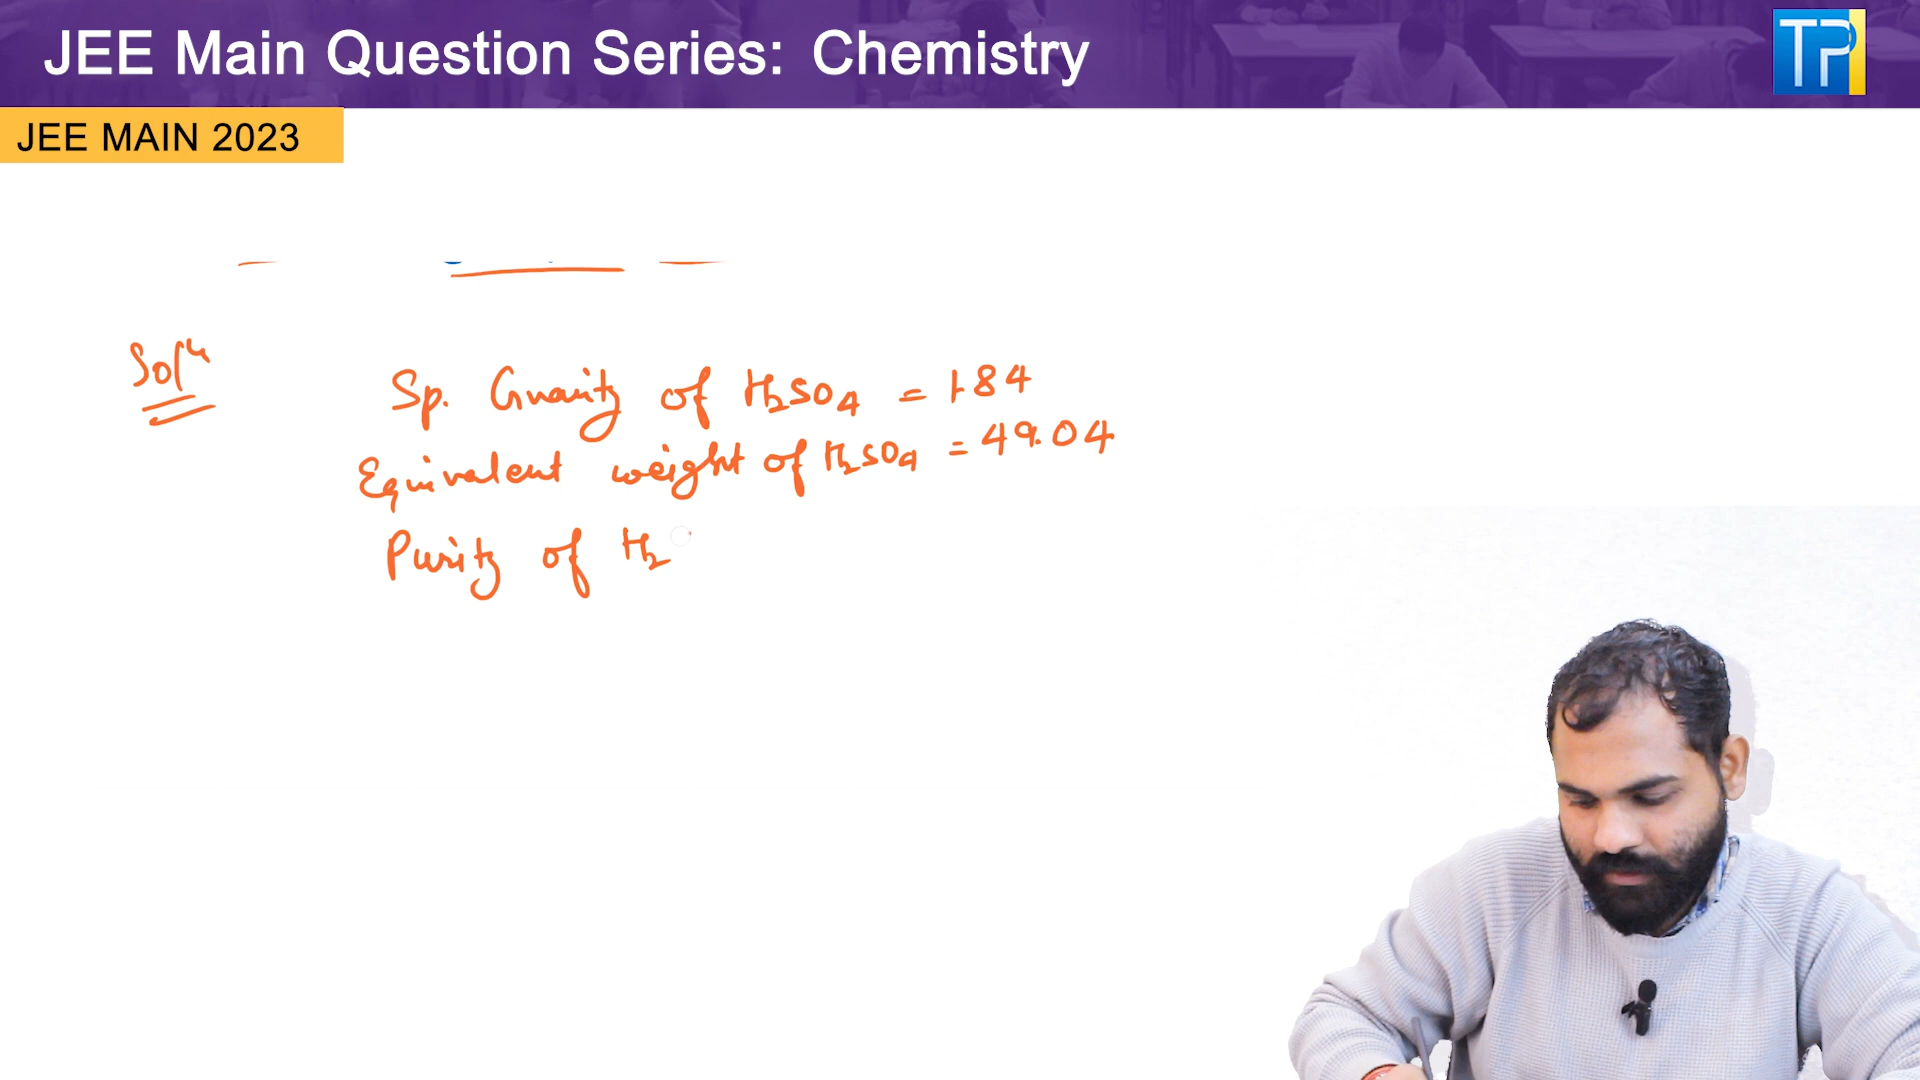 JEE Main Question Series: Chemistry
TP
JEE MAIN 2023
Solⁿ
Sp. Gravity of H₂SO₄ = 1.84
Equivalent weight of H₂SO₄ = 49.04
Purity of H₂